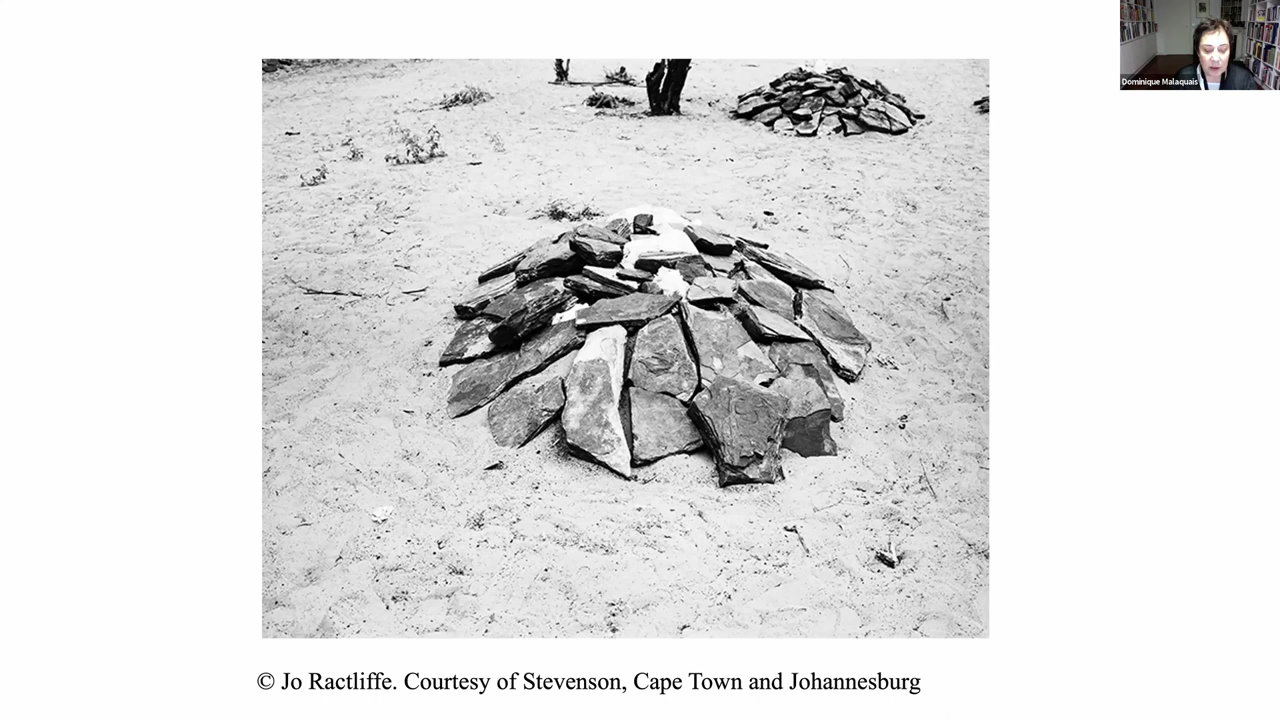 Dominique Malaquais
© Jo Ractliffe. Courtesy of Stevenson, Cape Town and Johannesburg